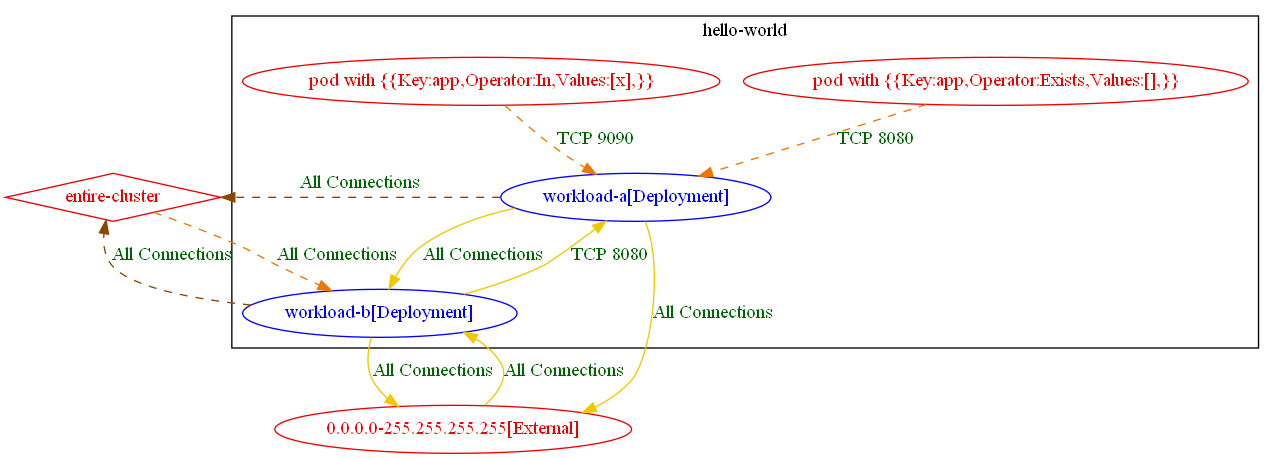 hello-world
pod with {{Key:app,Operator:In,Values:[x],}}
pod with {{Key:app,Operator:Exists,Values:[],}}
TCP 9090
TCP 8080
All Connections
entire-cluster
workload-a[Deployment]
All Connections
All Connections
All Connections
TCP 8080
workload-b[Deployment]
All Connections
All Connections
All Connections
0.0.0.0-255.255.255.255[External]